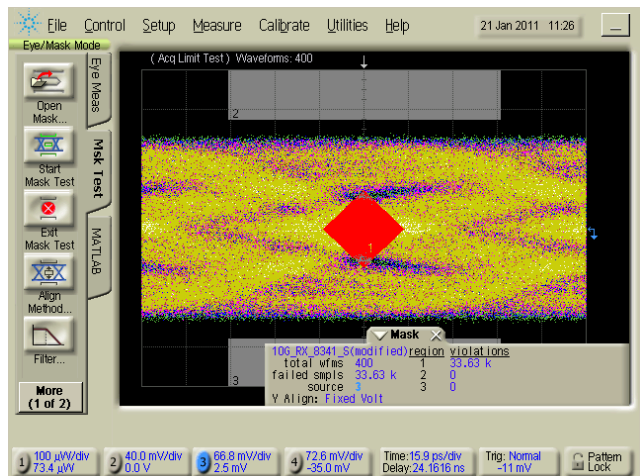 File Control Setup Measure Calibrate Utilities Help 21 Jan 2011 11:26
Eye/Mask Mode
( Acq Limit Test ) Waveforms: 400
Open Mask...
Start Mask Test
Exit Mask Test
Align Method...
Filter...
More (1 of 2)
Eye Meas
Msk Test
MATLAB
2
1
3
Mask
10G_RX_8341_S(modified) region violations
total wfms 400 1 33.63 k
failed smpls 33.63 k 2 0
source 3 3 0
Y Align: Fixed Volt
1) 100 µW/div 2) 40.0 mV/div 3) 66.8 mV/div 4) 72.6 mV/div Time:15.9 ps/div Trig: Normal Pattern
73.4 µW 0.0 V 2.5 mV -35.0 mV Delay:24.1616 ns -11 mV Lock